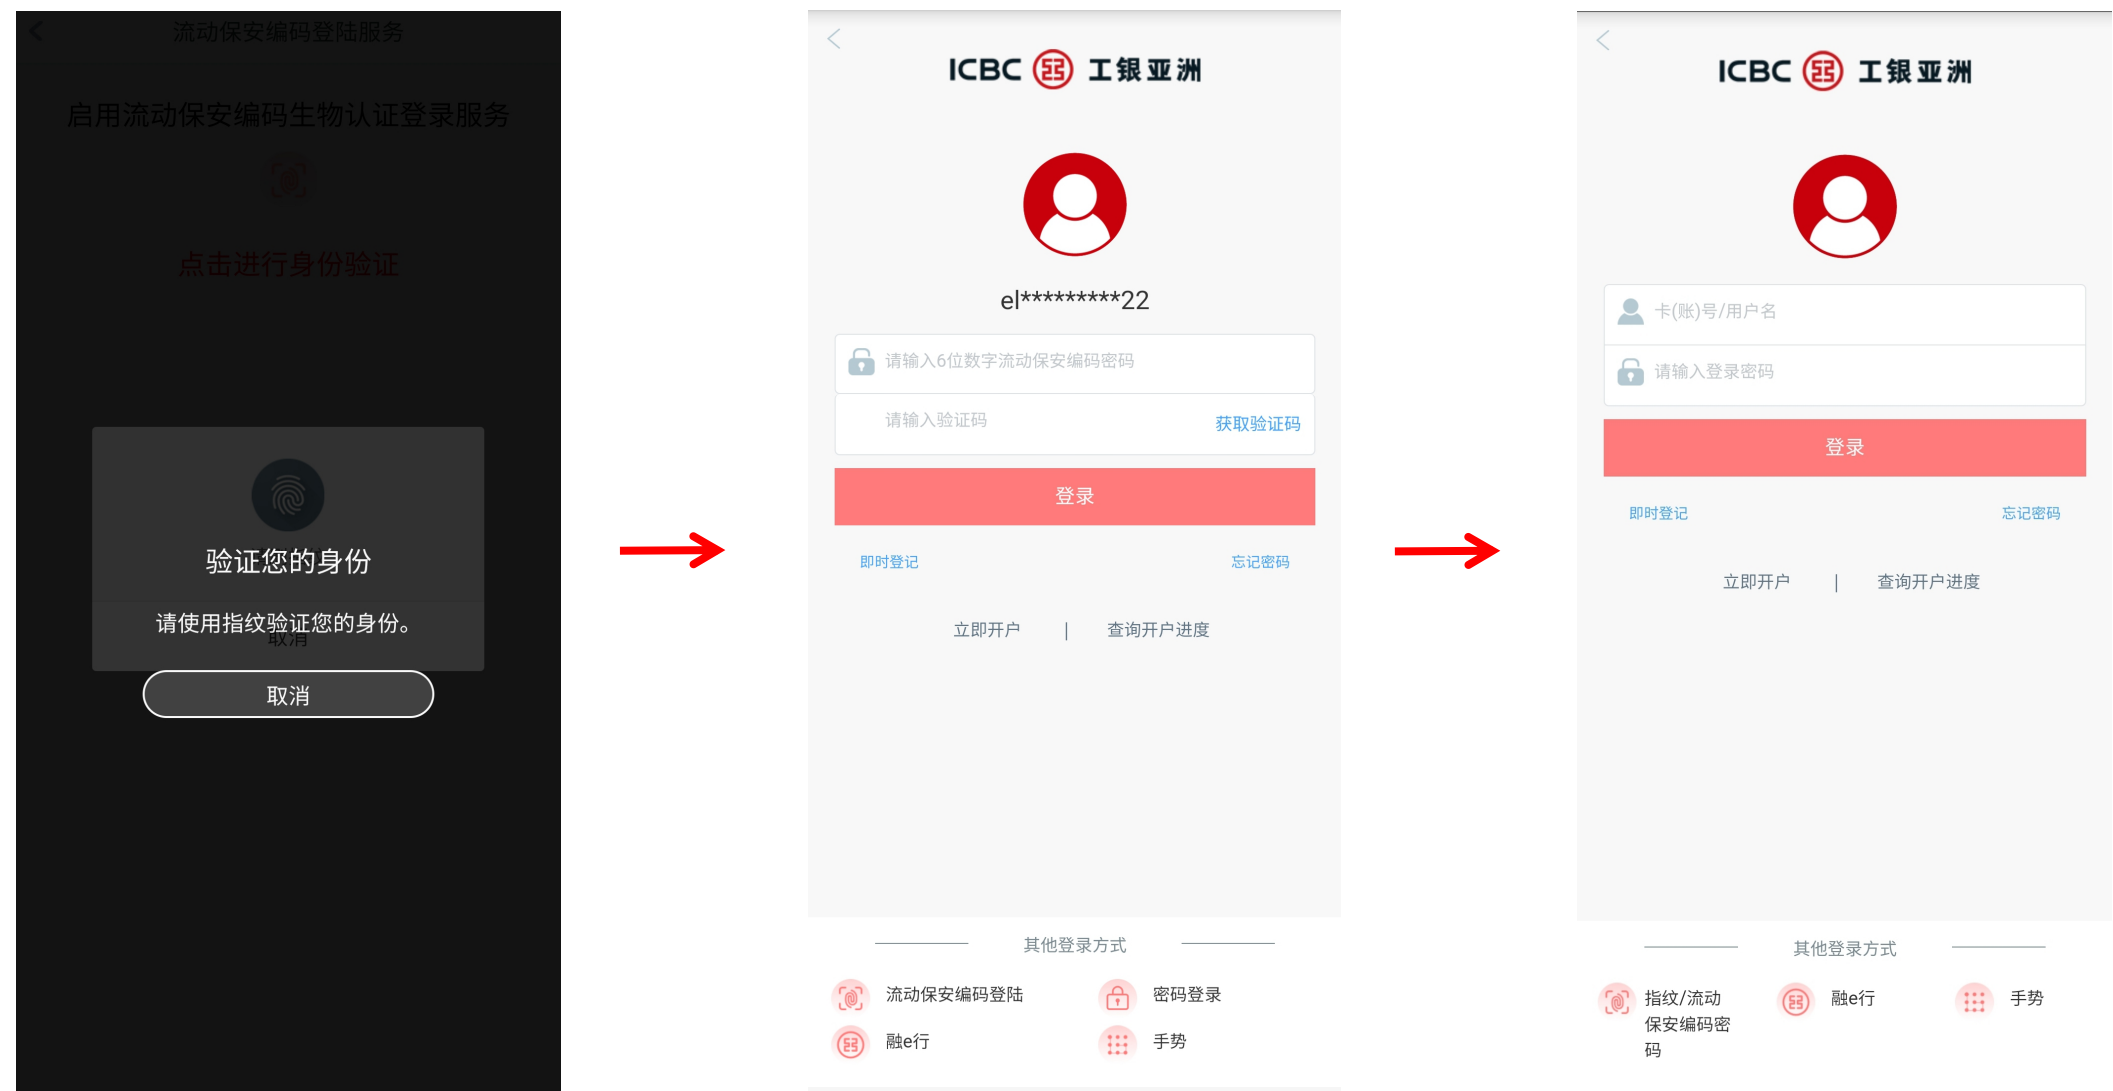 流动保安编码登陆服务
启用流动保安编码生物认证登录服务
点击进行身份验证
验证您的身份
请使用指纹验证您的身份。
取消
取消
ICBC 工银亚洲
el*********22
请输入6位数字流动保安编码密码
请输入验证码 获取验证码
登录
即时登记 忘记密码
立即开户 | 查询开户进度
其他登录方式
流动保安编码登陆 密码登录
融e行 手势
ICBC 工银亚洲
卡(账)号/用户名
请输入登录密码
登录
即时登记 忘记密码
立即开户 | 查询开户进度
其他登录方式
指纹/流动 融e行 手势
保安编码密
码